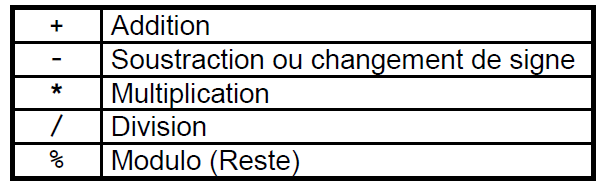 + Addition
- Soustraction ou changement de signe
* Multiplication
/ Division
% Modulo (Reste)